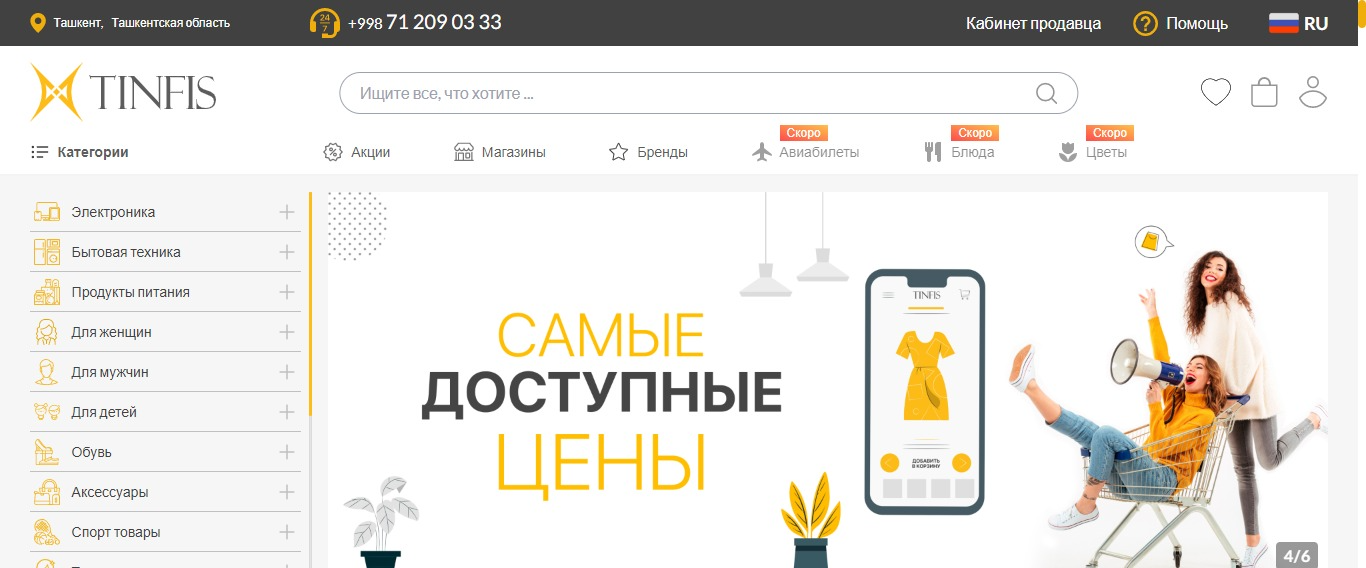 Ташкент, Ташкентская область
24
7
+998 71 209 03 33
Кабинет продавца
Помощь
RU
TINFIS
Ищите все, что хотите ...
Скоро
Скоро
Скоро
Категории
Акции
Магазины
Бренды
Авиабилеты
Блюда
Цветы
Электроника
Бытовая техника
Продукты питания
Для женщин
Для мужчин
Для детей
Обувь
Аксессуары
Спорт товары
САМЫЕ
ДОСТУПНЫЕ
ЦЕНЫ
TINFIS
ДОБАВИТЬ
В КОРЗИНУ
4/6